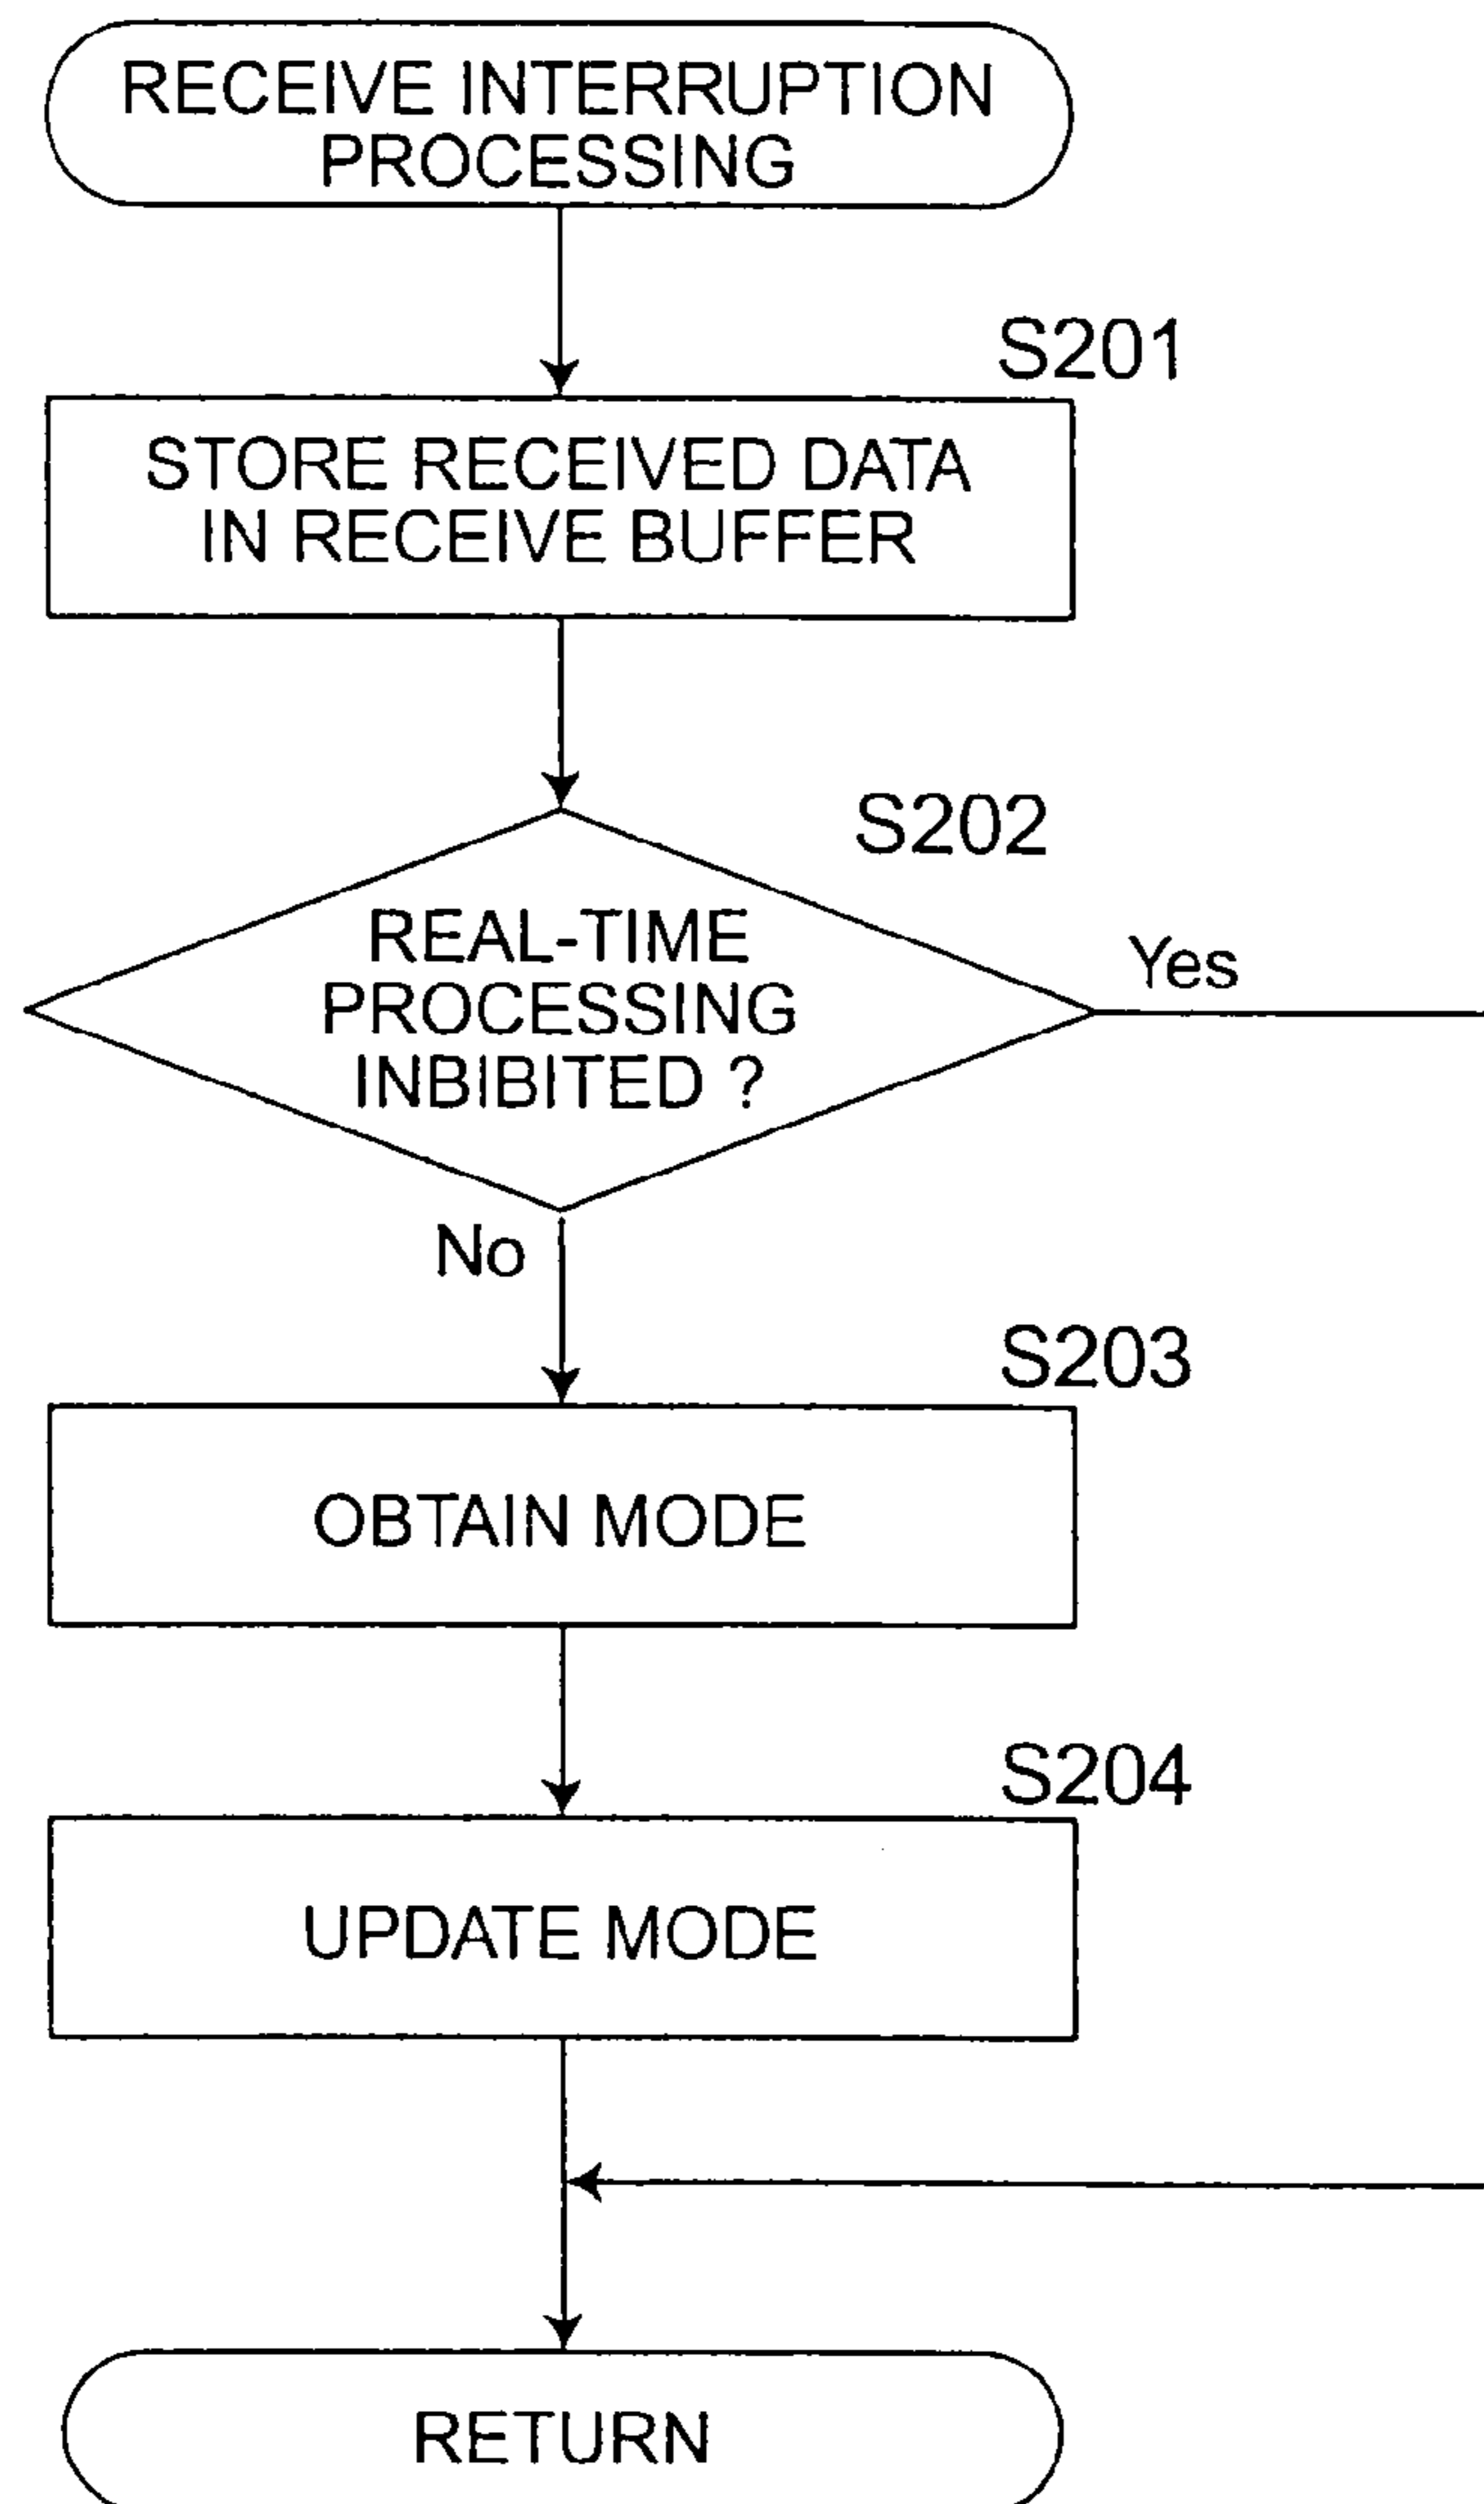 RECEIVE INTERRUPTION
PROCESSING
S201
STORE RECEIVED DATA
IN RECEIVE BUFFER
S202
REAL-TIME
PROCESSING
INBIBITED ?
Yes
No
S203
OBTAIN MODE
S204
UPDATE MODE
RETURN